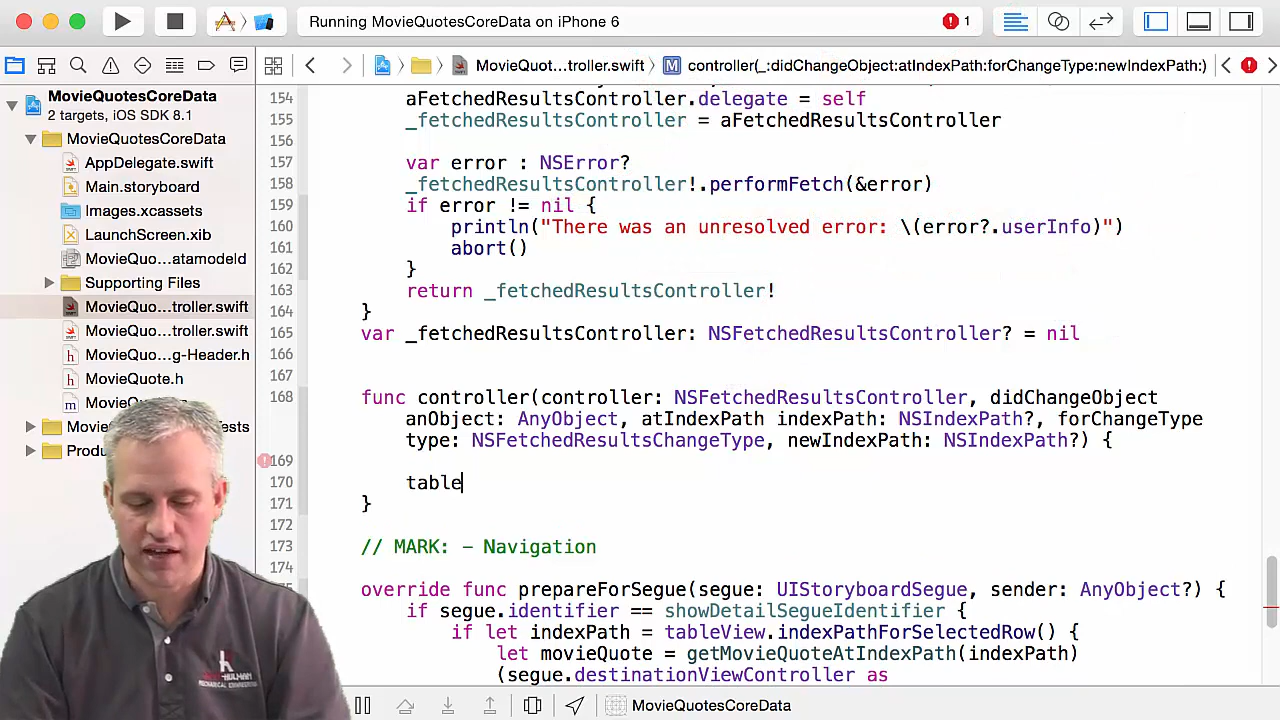 Running MovieQuotesCoreData on iPhone 6
1
MovieQuot...troller.swift
controller(_:didChangeObject:atIndexPath:forChangeType:newIndexPath:)
MovieQuotesCoreData
2 targets, iOS SDK 8.1
MovieQuotesCoreData
AppDelegate.swift
Main.storyboard
Images.xcassets
LaunchScreen.xib
MovieQuo...atamodeld
Supporting Files
MovieQuo...troller.swift
MovieQuo...troller.swift
MovieQuo...g-Header.h
MovieQuote.h
154 aFetchedResultsController.delegate = self
155 _fetchedResultsController = aFetchedResultsController
156
157 var error : NSError?
158 _fetchedResultsController!.performFetch(&error)
159 if error != nil {
160 println("There was an unresolved error: \(error?.userInfo)")
161 abort()
162 }
163 return _fetchedResultsController!
164 }
165 var _fetchedResultsController: NSFetchedResultsController? = nil
166
167
168 func controller(controller: NSFetchedResultsController, didChangeObject
anObject: AnyObject, atIndexPath indexPath: NSIndexPath?, forChangeType
type: NSFetchedResultsChangeType, newIndexPath: NSIndexPath?) {
169
170 table
171 }
172
173 // MARK: - Navigation
174
override func prepareForSegue(segue: UIStoryboardSegue, sender: AnyObject?) {
if segue.identifier == showDetailSegueIdentifier {
if let indexPath = tableView.indexPathForSelectedRow() {
let movieQuote = getMovieQuoteAtIndexPath(indexPath)
(segue.destinationViewController as
MovieQuotesCoreData